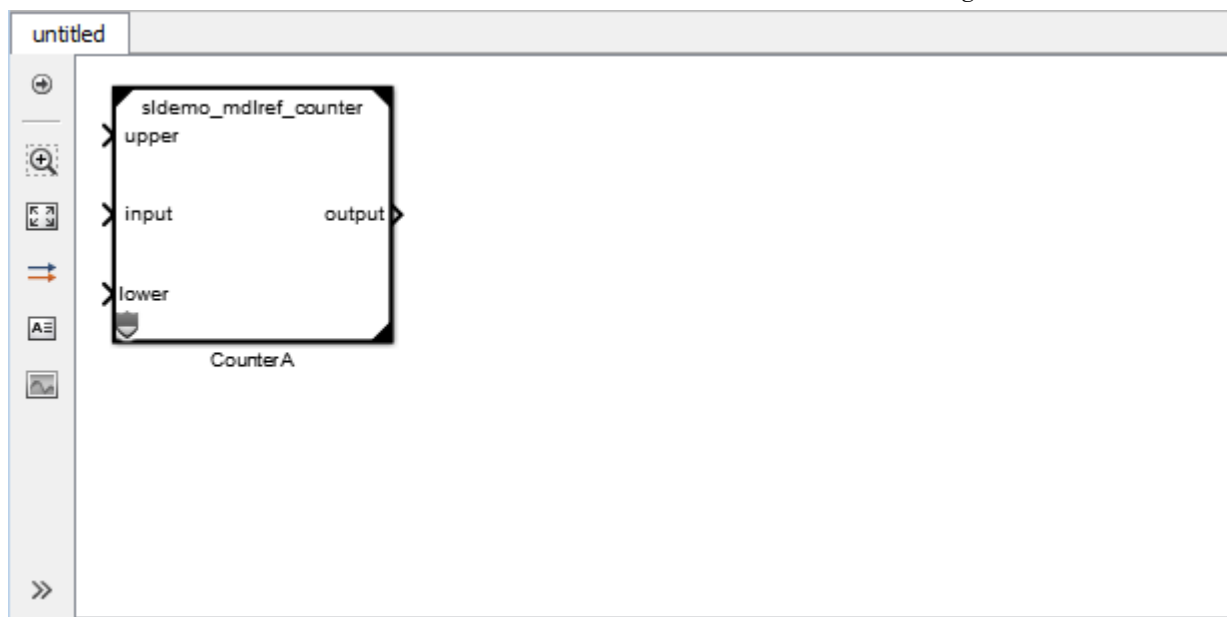 untitled
sldemo_mdlref_counter
upper
input output
lower
CounterA